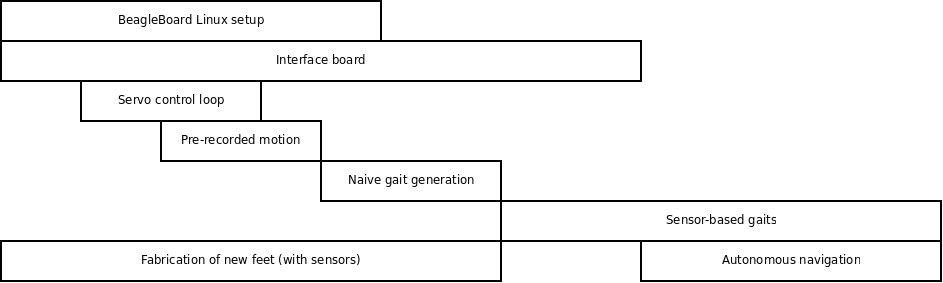 BeagleBoard Linux setup
Interface board
Servo control loop
Pre-recorded motion
Naive gait generation
Sensor-based gaits
Fabrication of new feet (with sensors)
Autonomous navigation